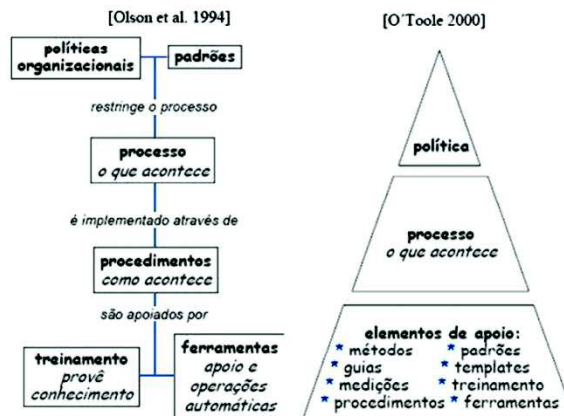 [Olson et al. 1994]
políticas
organizacionais
padrões
restringe o processo
processo
o que acontece
é implementado através de
procedimentos
como acontece
são apoiados por
treinamento
provê
conhecimento
ferramentas
apoio e
operações
automáticas
[O´Toole 2000]
política
processo
o que acontece
elementos de apoio:
* métodos * padrões
* guias * templates
* medições * treinamento
* procedimentos * ferramentas